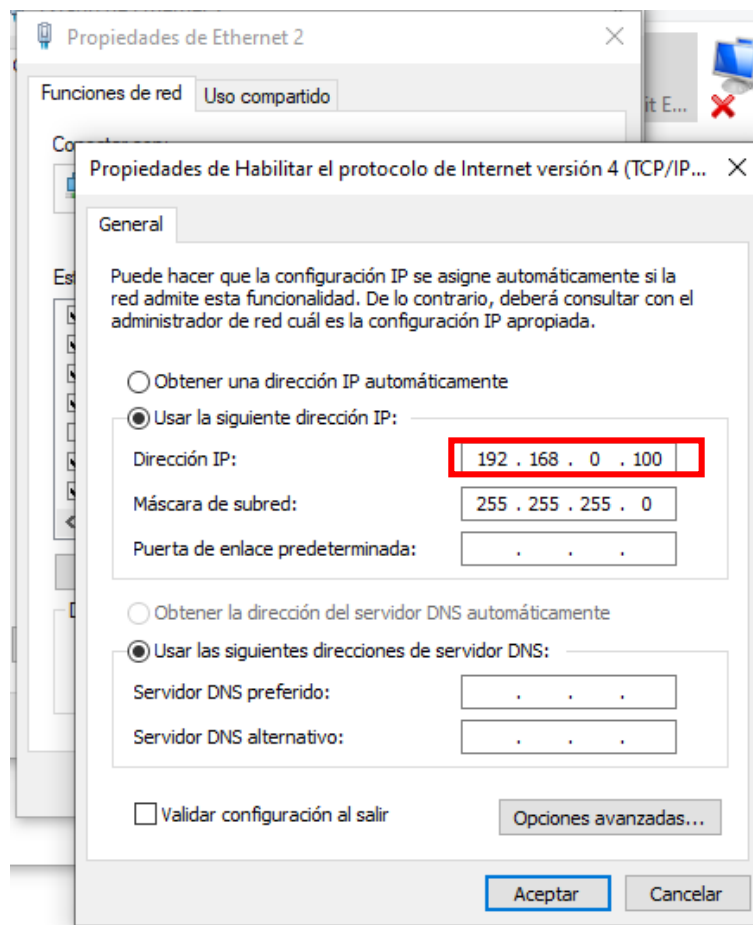 Propiedades de Ethernet 2
Funciones de red
Uso compartido
it E...
Propiedades de Habilitar el protocolo de Internet versión 4 (TCP/IP...
General
Puede hacer que la configuración IP se asigne automáticamente si la
red admite esta funcionalidad. De lo contrario, deberá consultar con el
administrador de red cuál es la configuración IP apropiada.
Obtener una dirección IP automáticamente
Usar la siguiente dirección IP:
Dirección IP: 192 . 168 . 0 . 100
Máscara de subred: 255 . 255 . 255 . 0
Puerta de enlace predeterminada: . . .
Obtener la dirección del servidor DNS automáticamente
Usar las siguientes direcciones de servidor DNS:
Servidor DNS preferido: . . .
Servidor DNS alternativo: . . .
Validar configuración al salir
Opciones avanzadas...
Aceptar
Cancelar